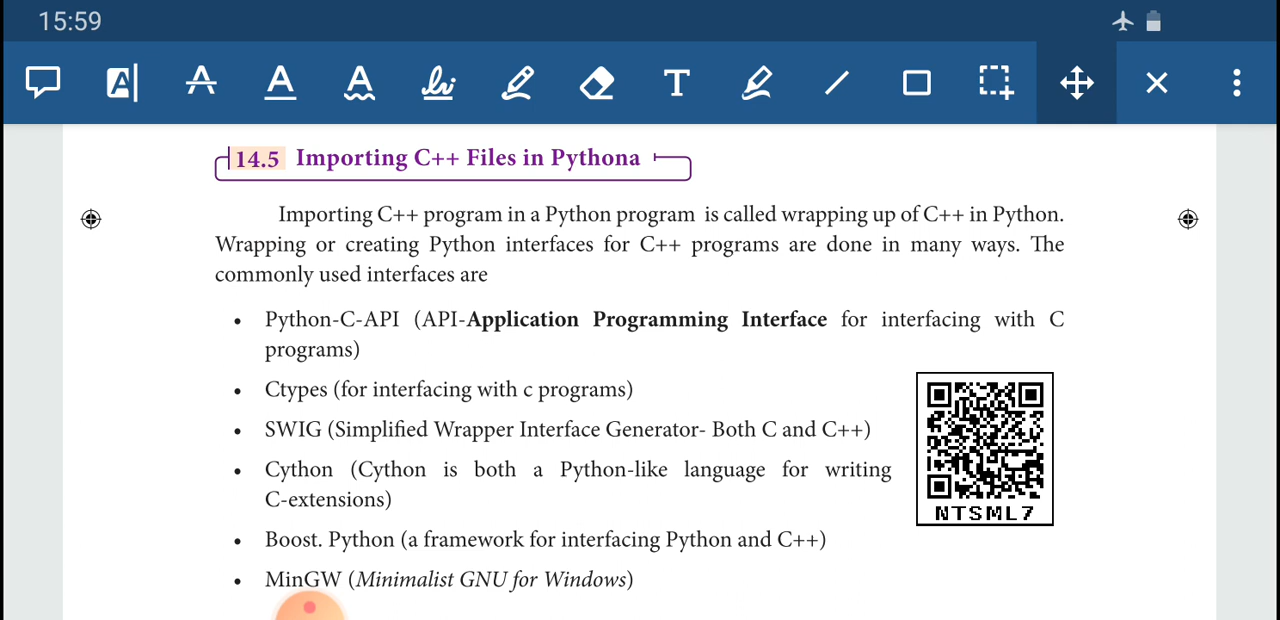 15:59
14.5 Importing C++ Files in Pythona
Importing C++ program in a Python program is called wrapping up of C++ in Python.
Wrapping or creating Python interfaces for C++ programs are done in many ways. The
commonly used interfaces are
• Python-C-API (API-Application Programming Interface for interfacing with C
programs)
• Ctypes (for interfacing with c programs)
• SWIG (Simplified Wrapper Interface Generator- Both C and C++)
• Cython (Cython is both a Python-like language for writing
C-extensions)
NTSML7
• Boost. Python (a framework for interfacing Python and C++)
• MinGW (Minimalist GNU for Windows)